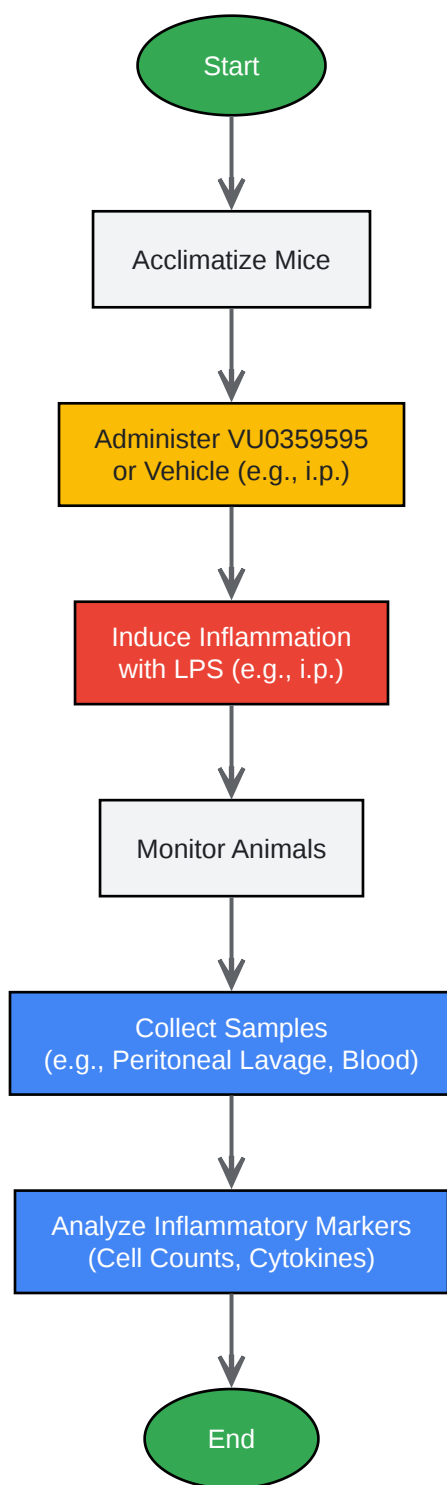 Start
Acclimatize Mice
Administer VU0359595
or Vehicle (e.g., i.p.)
Induce Inflammation
with LPS (e.g., i.p.)
Monitor Animals
Collect Samples
(e.g., Peritoneal Lavage, Blood)
Analyze Inflammatory Markers
(Cell Counts, Cytokines)
End